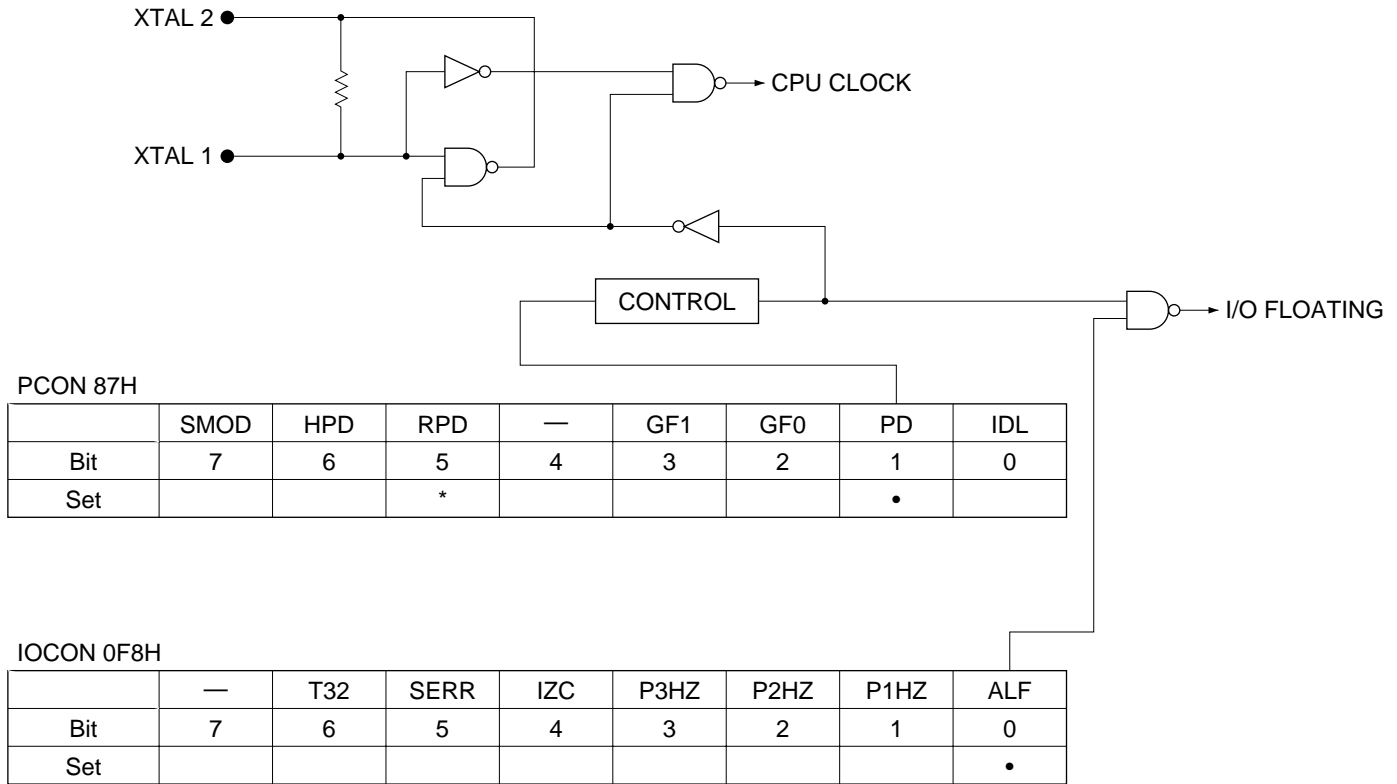 XTAL 2
CPU CLOCK
XTAL 1
CONTROL
I/O FLOATING
PCON 87H
SMOD HPD RPD — GF1 GF0 PD IDL
Bit 7 6 5 4 3 2 1 0
Set * •
IOCON 0F8H
— T32 SERR IZC P3HZ P2HZ P1HZ ALF
Bit 7 6 5 4 3 2 1 0
Set •